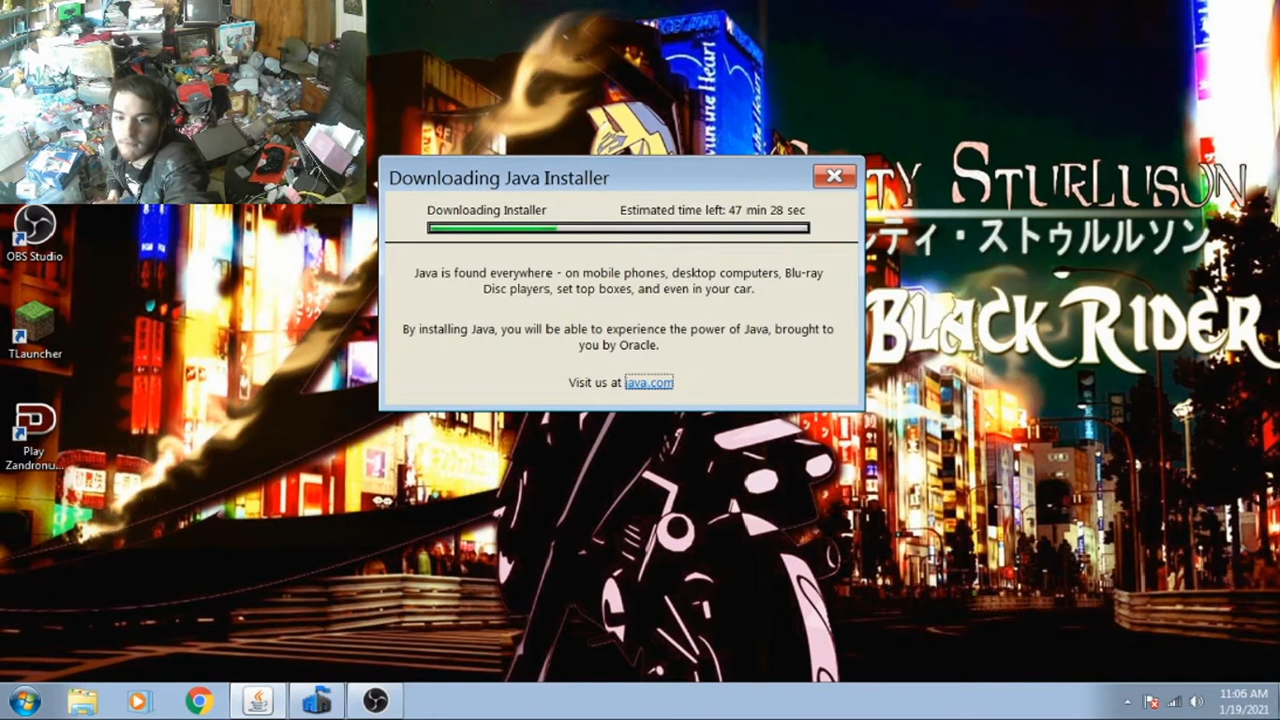 Downloading Java Installer
Downloading Installer
Estimated time left: 47 min 28 sec
Java is found everywhere - on mobile phones, desktop computers, Blu-ray
Disc players, set top boxes, and even in your car.
By installing Java, you will be able to experience the power of Java, brought to
you by Oracle.
Visit us at java.com
TY STURLUSON
ルティ・ストゥルルソン
BLACK RIDER
OBS Studio
TLauncher
Play
Zandronu...
11:06 AM
1/19/2021